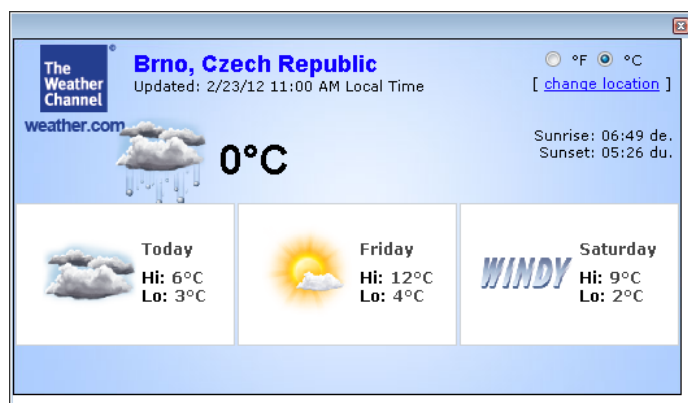 The
Weather
Channel
weather.com
Brno, Czech Republic
Updated: 2/23/12 11:00 AM Local Time
°F °C
[ change location ]
0°C
Sunrise: 06:49 de.
Sunset: 05:26 du.
Today
Hi: 6°C
Lo: 3°C
Friday
Hi: 12°C
Lo: 4°C
WINDY
Saturday
Hi: 9°C
Lo: 2°C